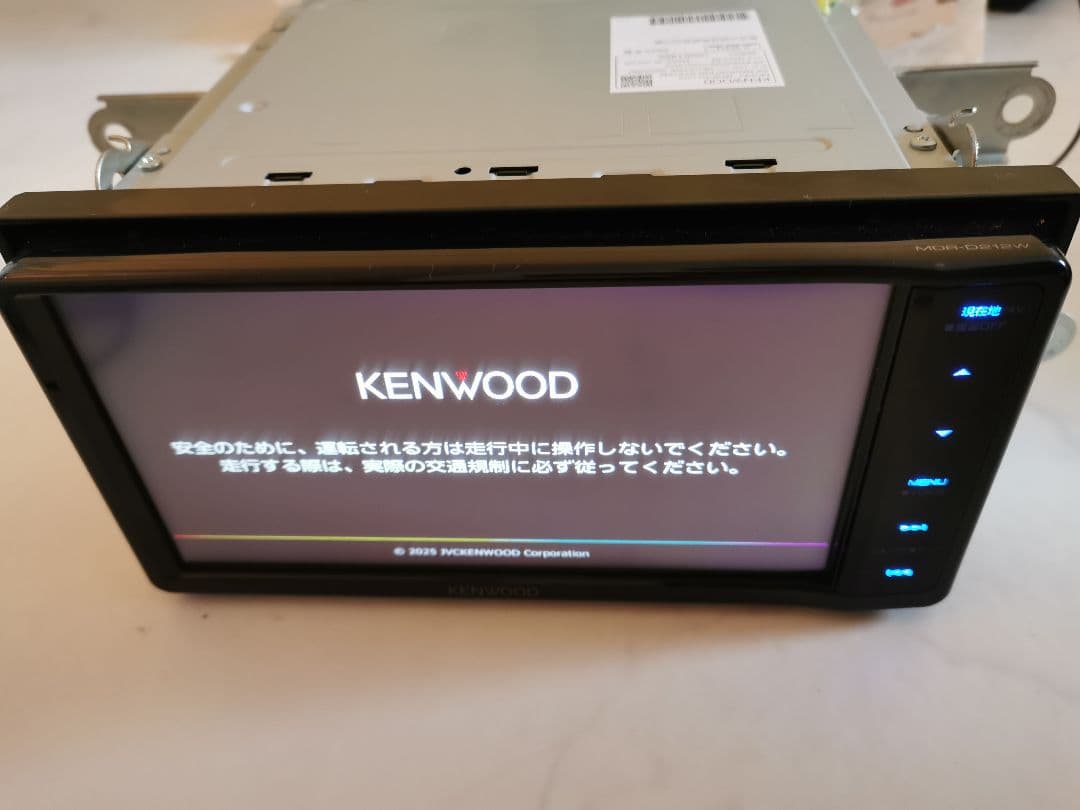 KENWOOD
MDR-D212W
現在地
KENWOOD
安全のために、運転される方は走行中に操作しないでください。
走行する際は、実際の交通規制に必ず従ってください。
MENU
© 2025 JVCKENWOOD Corporation
KENWOOD